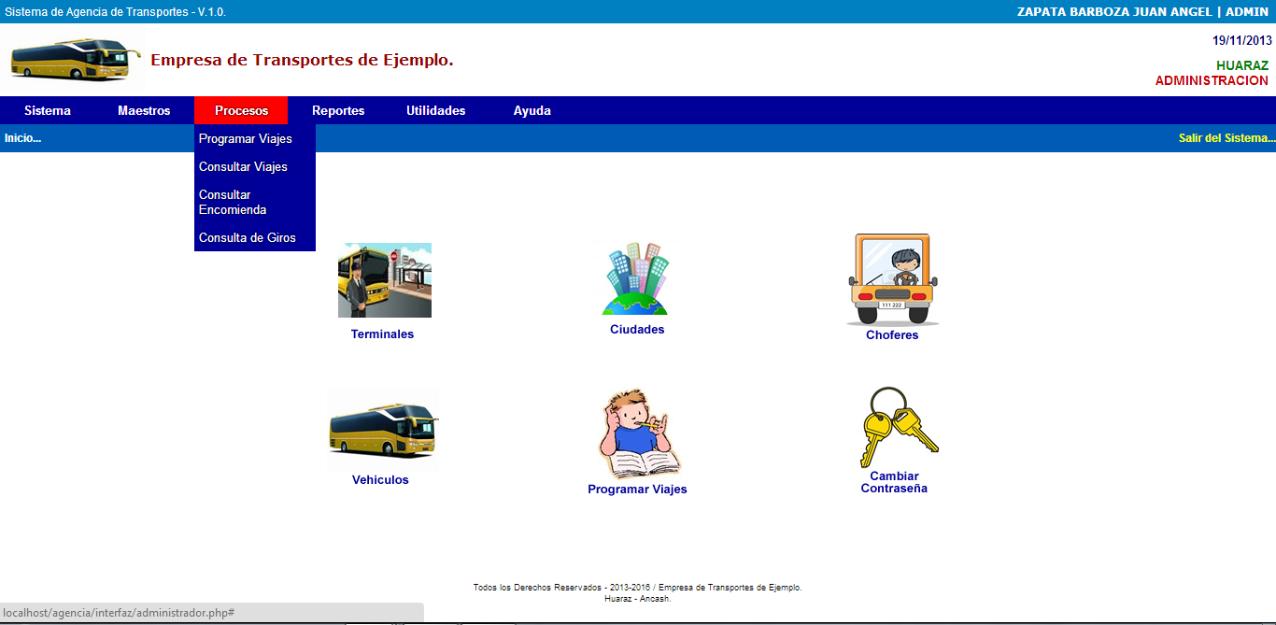 Sistema de Agencia de Transportes - V.1.0.
ZAPATA BARBOZA JUAN ANGEL | ADMIN
19/11/2013
Empresa de Transportes de Ejemplo.
HUARAZ
ADMINISTRACION
Sistema
Maestros
Procesos
Reportes
Utilidades
Ayuda
Inicio...
Salir del Sistema...
Programar Viajes
Consultar Viajes
Consultar
Encomienda
Consulta de Giros
Terminales
Ciudades
111 222
Choferes
Vehiculos
Programar Viajes
Cambiar
Contraseña
Todos los Derechos Reservados - 2013-2016 / Empresa de Transportes de Ejemplo.
Huaraz - Ancash.
localhost/agencia/interfaz/administrador.php#